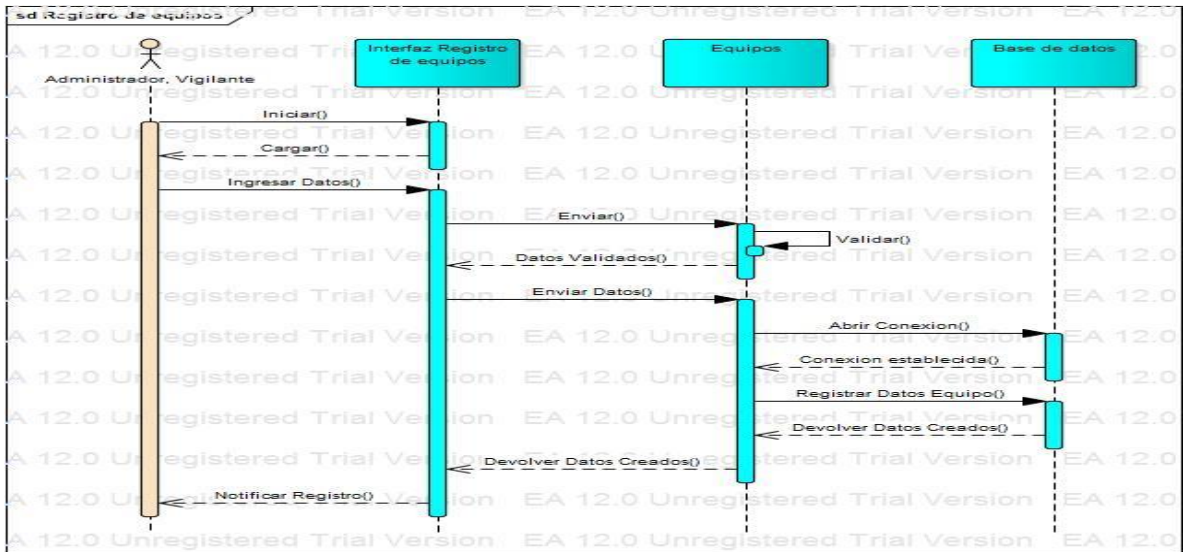 sd Registro de equipos
Administrador, Vigilante
Interfaz Registro
de equipos
Equipos
Base de datos
Iniciar()
Cargar()
Ingresar Datos()
Enviar()
Validar()
Datos Validados()
Enviar Datos()
Abrir Conexion()
Conexion establecida()
Registrar Datos Equipo()
Devolver Datos Creados()
Devolver Datos Creados()
Notificar Registro()
EA 12.0 Unregistered Trial Version